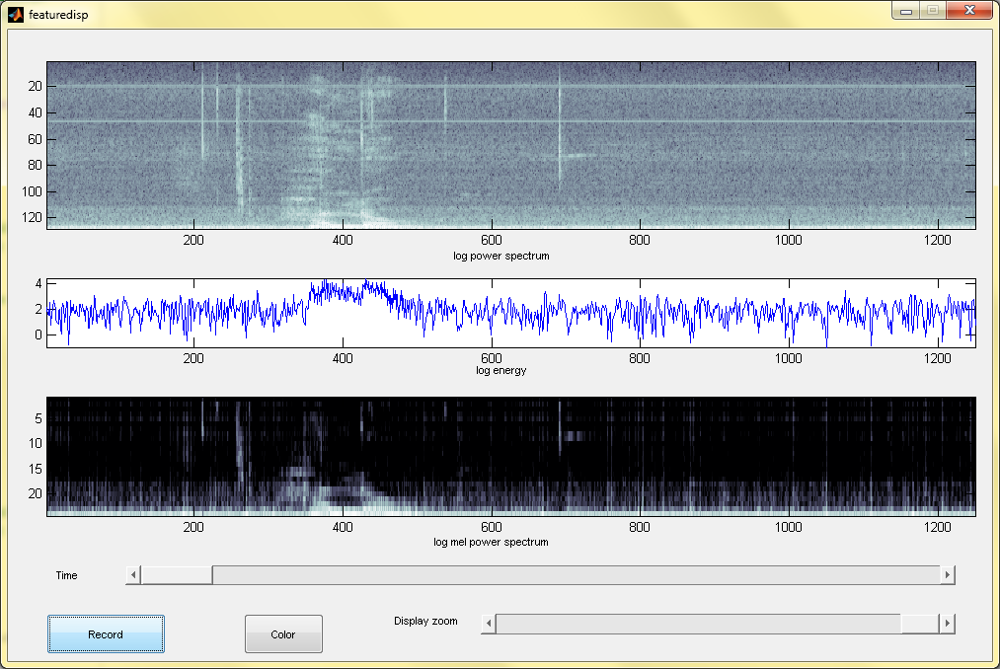 featuredisp
20
40
60
80
100
120
200 400 600 800 1000 1200
log power spectrum
4
2
0
200 400 600 800 1000 1200
log energy
5
10
15
20
200 400 600 800 1000 1200
log mel power spectrum
Time
Record Color Display zoom